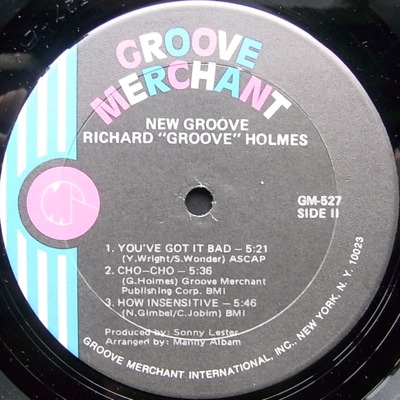 GROOVE
MERCHANT
NEW GROOVE
RICHARD "GROOVE" HOLMES
GM-527
SIDE II
1. YOU'VE GOT IT BAD – 5:21
(Y.Wright/S.Wonder) ASCAP
2. CHO-CHO – 5:36
(G.Holmes) Groove Merchant
Publishing Corp. BMI
3. HOW INSENSITIVE – 5:46
(N.Gimbel/C.Jobim) BMI
Produced by: Sonny Lester
Arranged by: Manny Albam
GROOVE MERCHANT INTERNATIONAL, INC., NEW YORK, N.Y. 10023